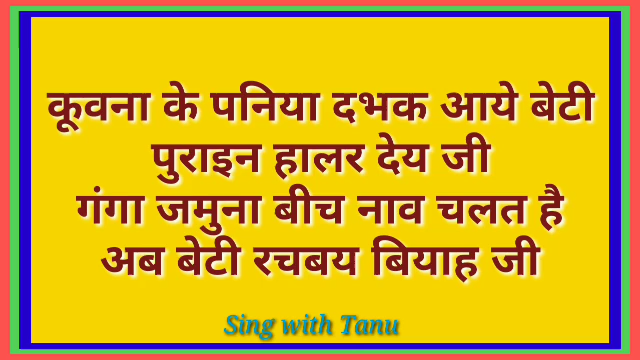 कूवना के पनिया दभक आये बेटी
पुराइन हालर देय जी
गंगा जमुना बीच नाव चलत है
अब बेटी रचबय बियाह जी
Sing with Tanu